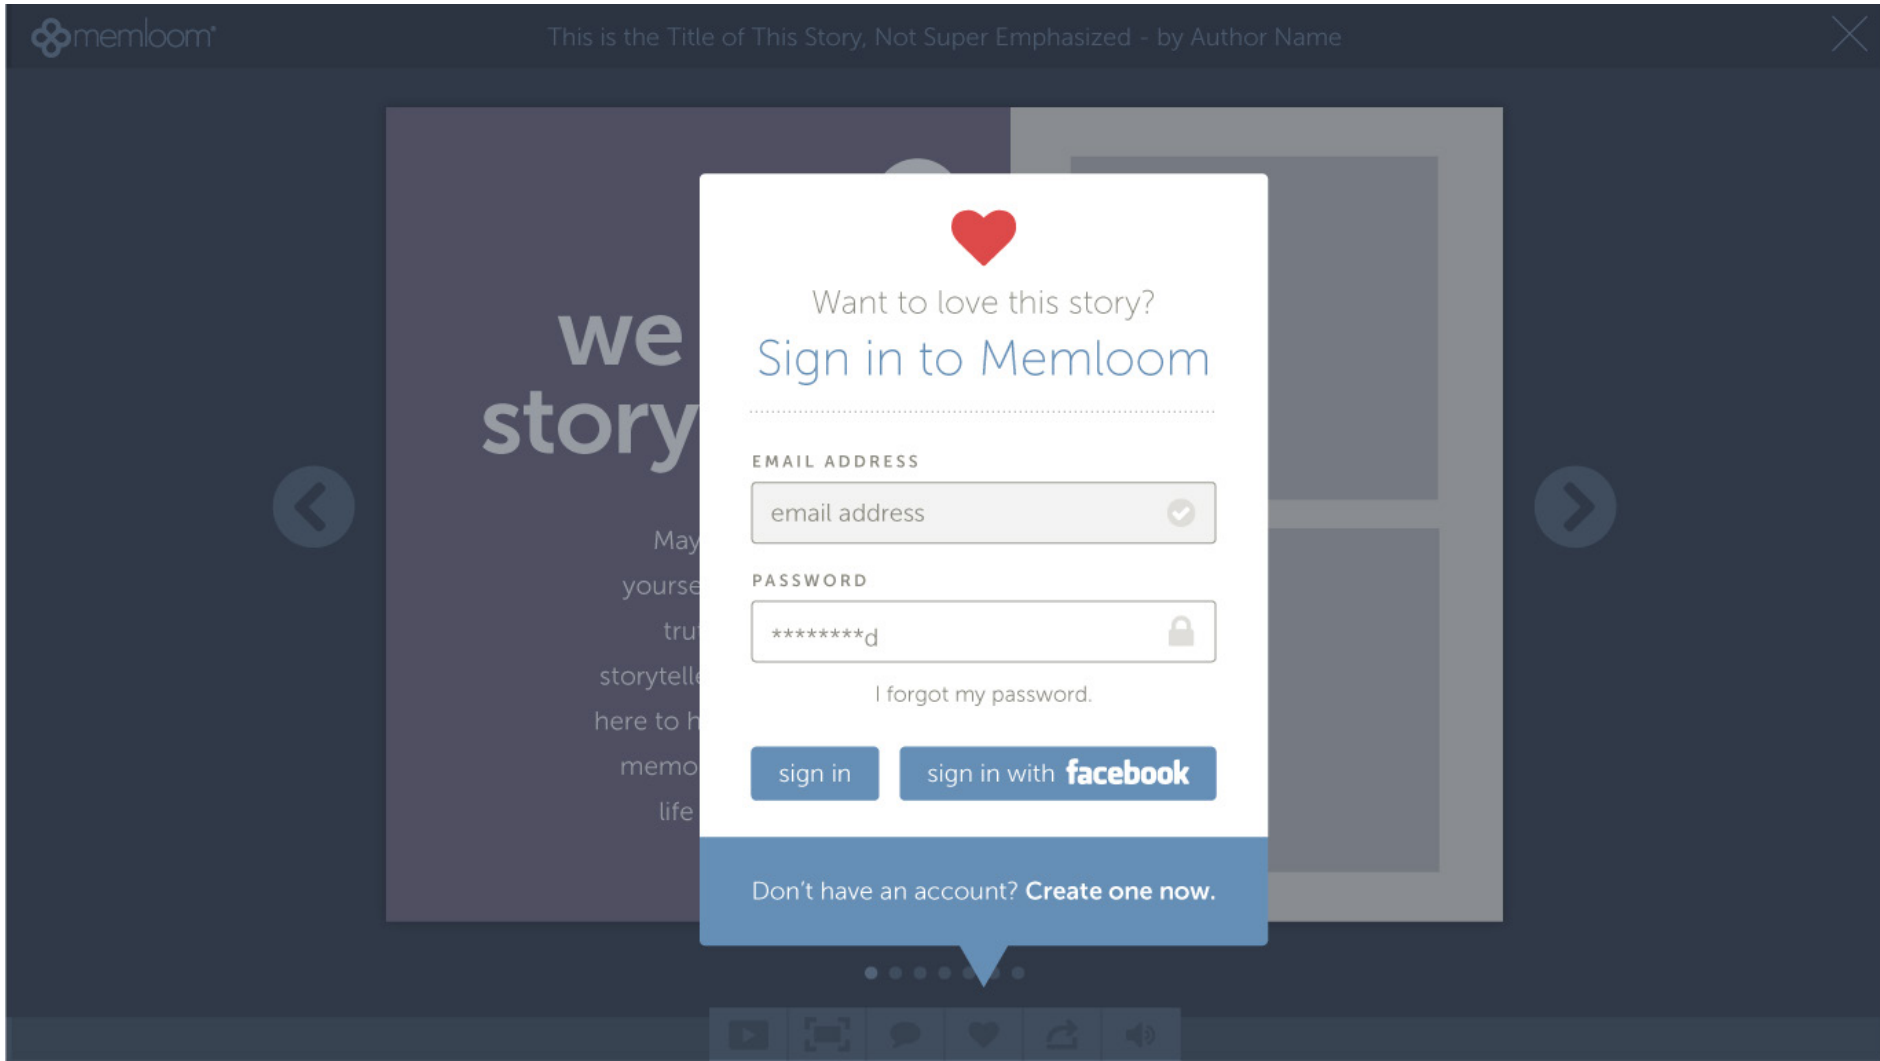 memloom
This is the Title of This Story, Not Super Emphasized - by Author Name
we
story
May
yourse
tru
storytelle
here to h
memo
life
Want to love this story?
Sign in to Memloom
EMAIL ADDRESS
email address
PASSWORD
********d
I forgot my password.
sign in
sign in with facebook
Don't have an account? Create one now.